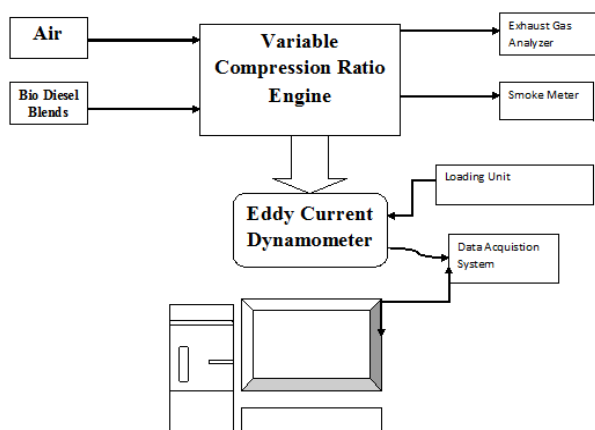 Air
Variable
Compression Ratio
Engine
Exhaust Gas
Analyzer
Bio Diesel
Blends
Smoke Meter
Loading Unit
Eddy Current
Dynamometer
Data Acquistion
System